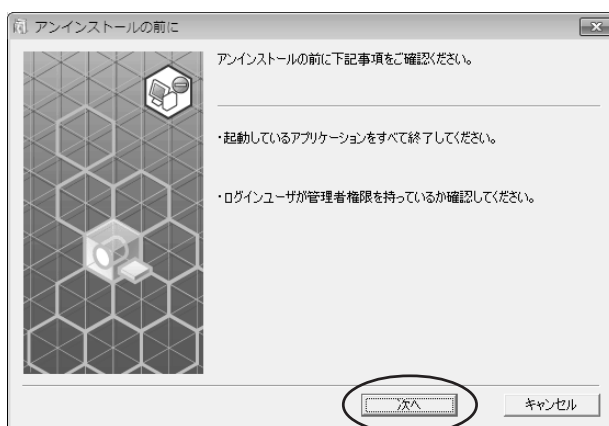 アンインストールの前に
アンインストールの前に下記事項をご確認ください。
・起動しているアプリケーションをすべて終了してください。
・ログインユーザが管理者権限を持っているか確認してください。
次へ
キャンセル